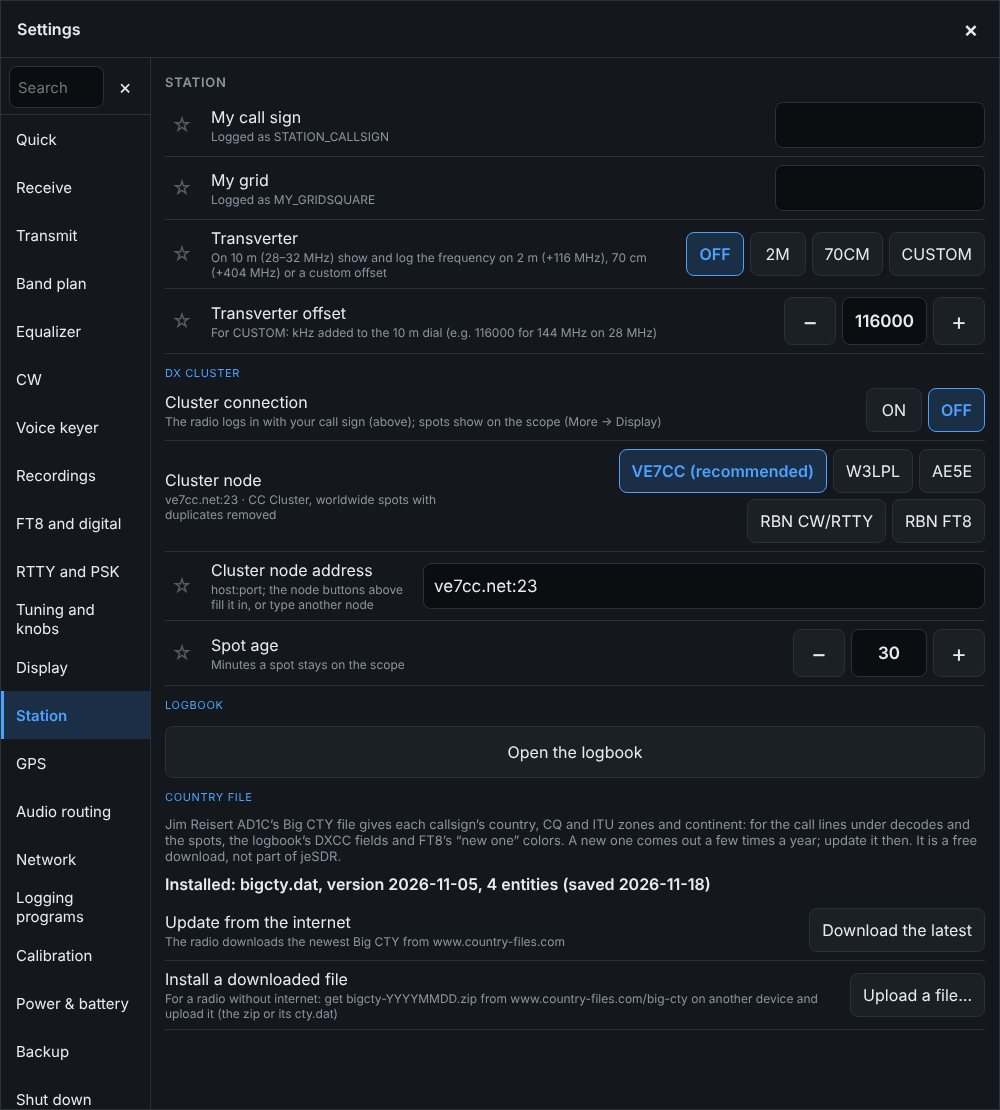 Settings
×
Search
×
Quick
Receive
Transmit
Band plan
Equalizer
CW
Voice keyer
Recordings
FT8 and digital
RTTY and PSK
Tuning and
knobs
Display
Station
GPS
Audio routing
Network
Logging
programs
Calibration
Power & battery
Backup
Shut down
STATION
My call sign
Logged as STATION_CALLSIGN
My grid
Logged as MY_GRIDSQUARE
Transverter
On 10 m (28–32 MHz) show and log the frequency on 2 m (+116 MHz), 70 cm
(+404 MHz) or a custom offset
OFF 2M 70CM CUSTOM
Transverter offset
For CUSTOM: kHz added to the 10 m dial (e.g. 116000 for 144 MHz on 28 MHz)
− 116000 +
DX CLUSTER
Cluster connection
The radio logs in with your call sign (above); spots show on the scope (More → Display)
ON OFF
Cluster node
ve7cc.net:23 · CC Cluster, worldwide spots with
duplicates removed
VE7CC (recommended) W3LPL AE5E
RBN CW/RTTY RBN FT8
Cluster node address
host:port; the node buttons above
fill it in, or type another node
ve7cc.net:23
Spot age
Minutes a spot stays on the scope
− 30 +
LOGBOOK
Open the logbook
COUNTRY FILE
Jim Reisert AD1C’s Big CTY file gives each callsign’s country, CQ and ITU zones and continent: for the call lines under decodes and
the spots, the logbook’s DXCC fields and FT8’s “new one” colors. A new one comes out a few times a year; update it then. It is a free
download, not part of jeSDR.
Installed: bigcty.dat, version 2026-11-05, 4 entities (saved 2026-11-18)
Update from the internet
The radio downloads the newest Big CTY from www.country-files.com
Download the latest
Install a downloaded file
For a radio without internet: get bigcty-YYYYMMDD.zip from www.country-files.com/big-cty on another device and
upload it (the zip or its cty.dat)
Upload a file…